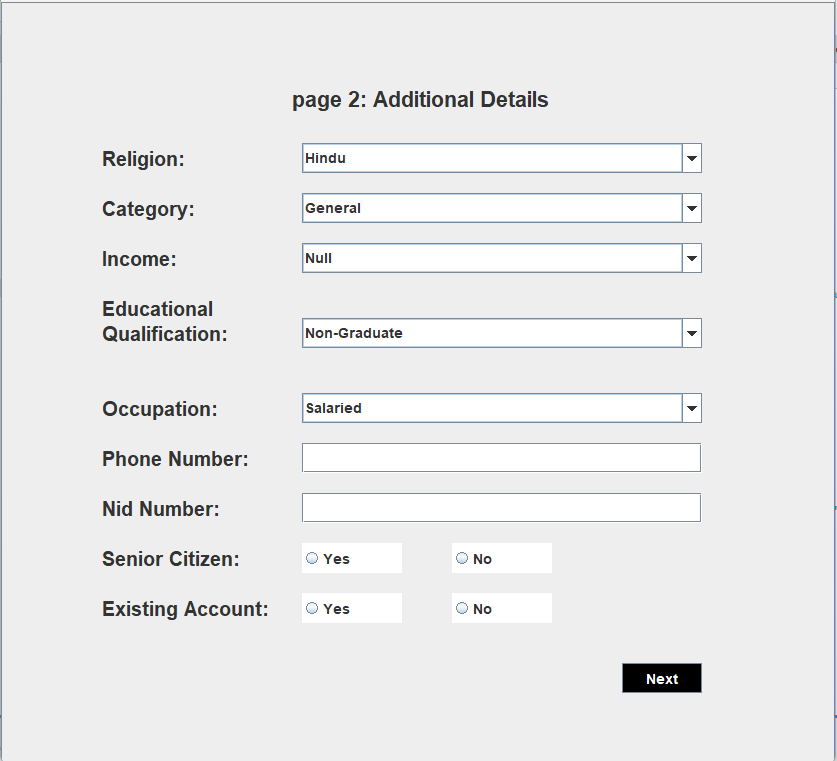 page 2: Additional Details
Religion: Hindu
Category: General
Income: Null
Educational
Qualification: Non-Graduate
Occupation: Salaried
Phone Number:
Nid Number:
Senior Citizen: Yes No
Existing Account: Yes No
Next